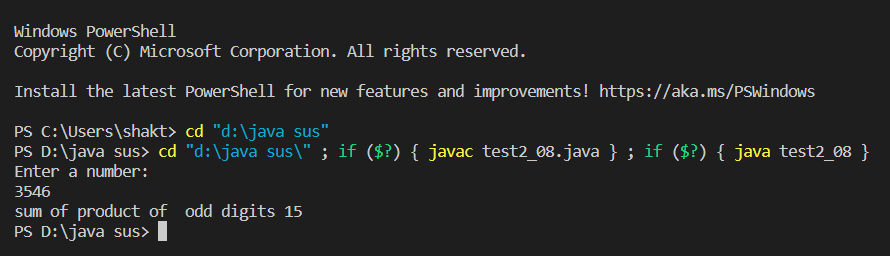 Windows PowerShell
Copyright (C) Microsoft Corporation. All rights reserved.
Install the latest PowerShell for new features and improvements! https://aka.ms/PSWindows
PS C:\Users\shakt> cd "d:\java sus"
PS D:\java sus> cd "d:\java sus\" ; if ($?) { javac test2_08.java } ; if ($?) { java test2_08 }
Enter a number:
3546
sum of product of  odd digits 15
PS D:\java sus>